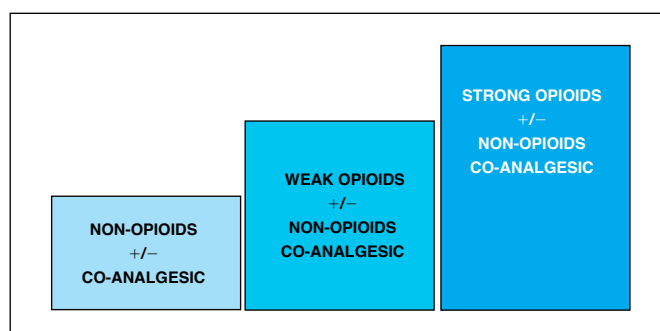 NON-OPIOIDS
+/−
CO-ANALGESIC
WEAK OPIOIDS
+/−
NON-OPIOIDS
CO-ANALGESIC
STRONG OPIOIDS
+/−
NON-OPIOIDS
CO-ANALGESIC